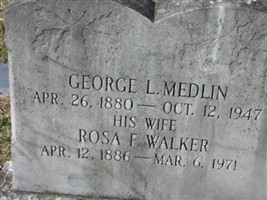 GEORGE L. MEDLIN
APR. 26, 1880 — OCT. 12, 1947
HIS WIFE
ROSA F. WALKER
APR. 12, 1886 — MAR. 6, 1971